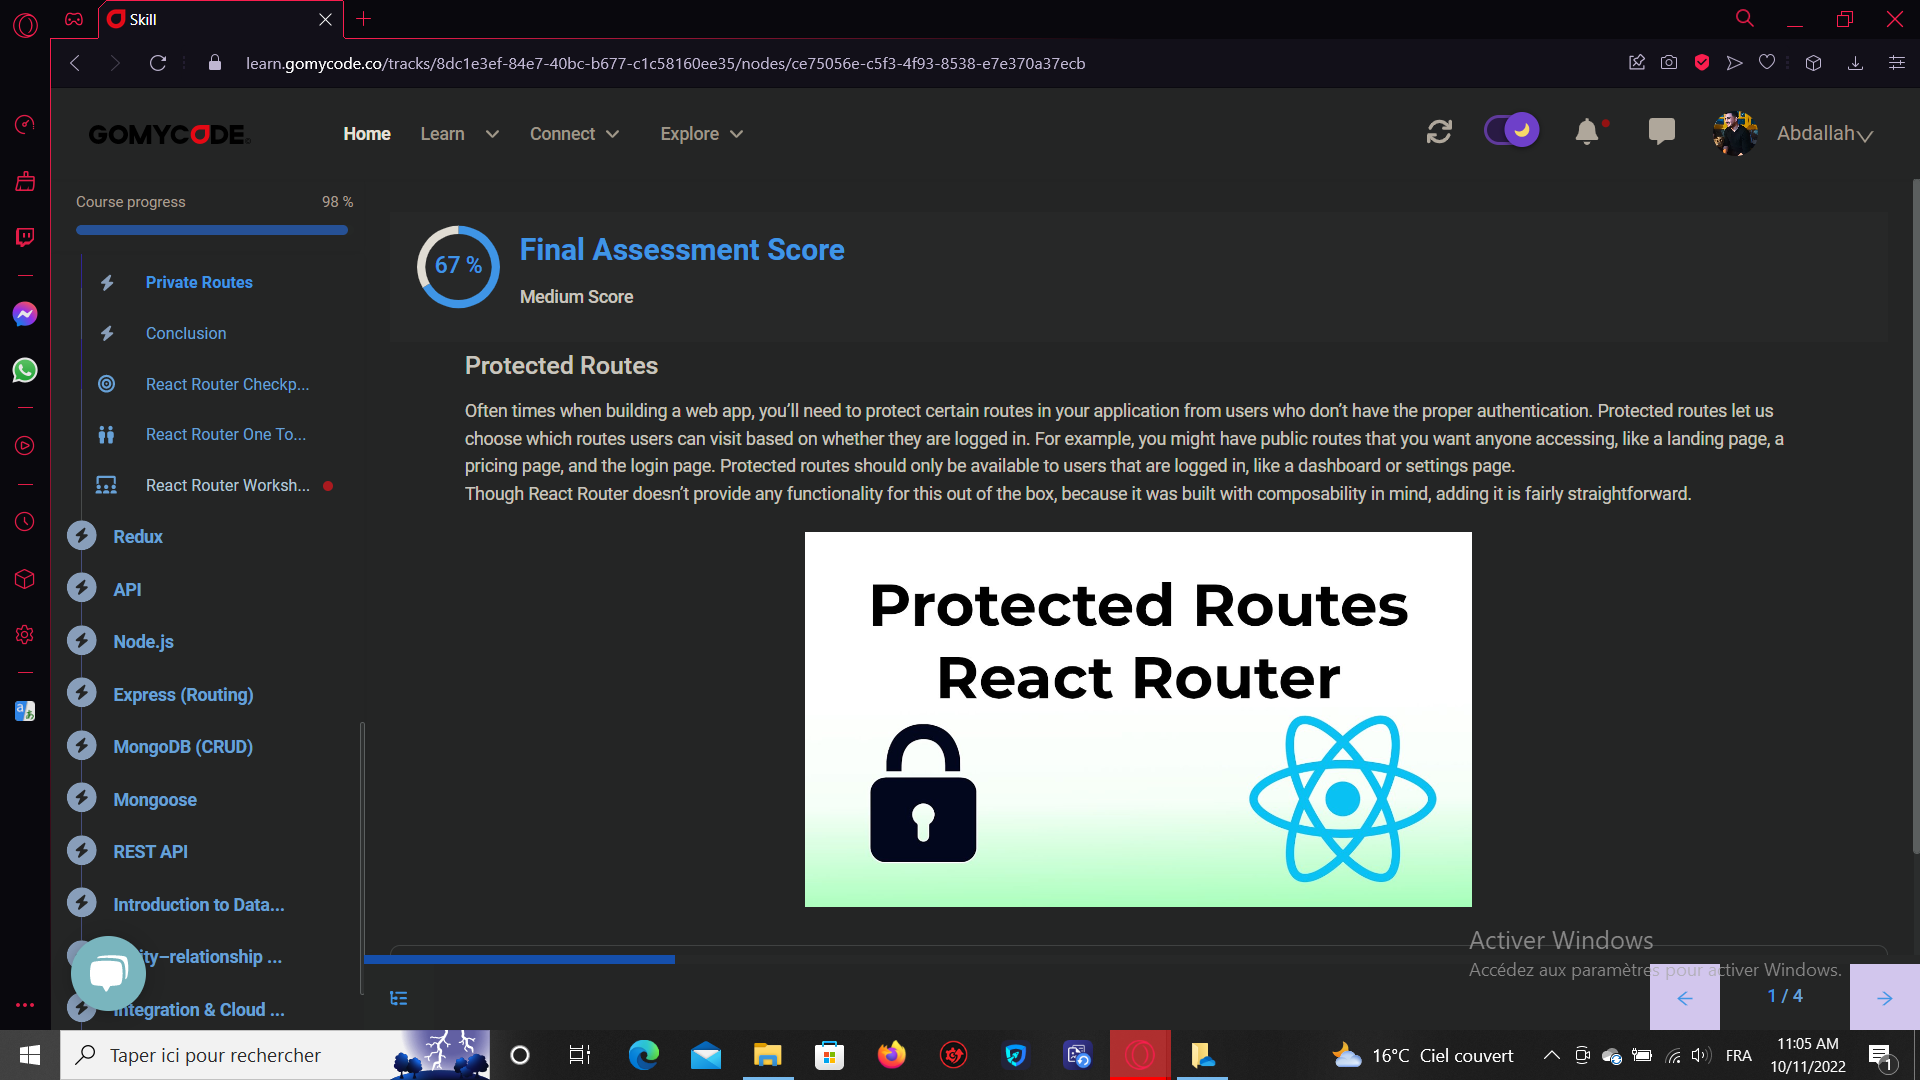 Skill
learn.gomycode.co/tracks/8dc1e3ef-84e7-40bc-b677-c1c58160ee35/nodes/ce75056e-c5f3-4f93-8538-e7e370a37ecb
GOMYCODE
Home
Learn
Connect
Explore
Abdallah
Course progress
98 %
Private Routes
Conclusion
React Router Checkp...
React Router One To...
React Router Worksh...
Redux
API
Node.js
Express (Routing)
MongoDB (CRUD)
Mongoose
REST API
Introduction to Data...
ity–relationship ...
Integration & Cloud ...
67 %
Final Assessment Score
Medium Score
Protected Routes
Often times when building a web app, you’ll need to protect certain routes in your application from users who don’t have the proper authentication. Protected routes let us
choose which routes users can visit based on whether they are logged in. For example, you might have public routes that you want anyone accessing, like a landing page, a
pricing page, and the login page. Protected routes should only be available to users that are logged in, like a dashboard or settings page.
Though React Router doesn’t provide any functionality for this out of the box, because it was built with composability in mind, adding it is fairly straightforward.
Protected Routes
React Router
Activer Windows
Accédez aux paramètres pour activer Windows.
1 / 4
Taper ici pour rechercher
16°C Ciel couvert
FRA
11:05 AM
10/11/2022
1